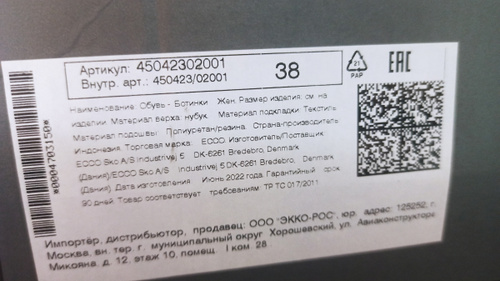 Артикул: 45042302001
Внутр. арт.: 450423/02001
38
21
PAP
ЕАС
*0004703150*
Наименование: Обувь - Ботинки Жен. Размер изделия: см. на
изделии. Материал верха: нубук. Материал подкладки: Текстиль.
Материал подошвы: Полиуретан/резина. Страна-производитель:
Индонезия. Торговая марка: ECCO. Изготовитель/Поставщик:
ECCO Sko A/S Industrivej 5 DK-6261 Bredebro, Denmark
(Дания)/ECCO Sko A/S Industrivej 5 DK-6261 Bredebro, Denmark
(Дания). Дата изготовления: Июнь 2022 года. Гарантийный срок
90 дней. Товар соответствует требованиям ТР ТС 017/2011
Импортёр, дистрибьютор, продавец: ООО "ЭККО-РОС", юр. адрес: 125252, г.
Москва, вн. тер. г. муниципальный округ Хорошевский, ул. Авиаконструктора
Микояна, д. 12, этаж 10, помещ. I ком. 28